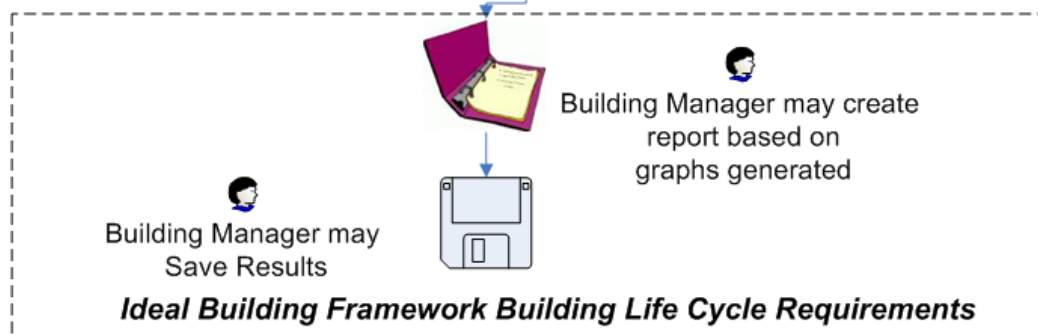 Building Manager may create
report based on
graphs generated
Building Manager may
Save Results
Ideal Building Framework Building Life Cycle Requirements